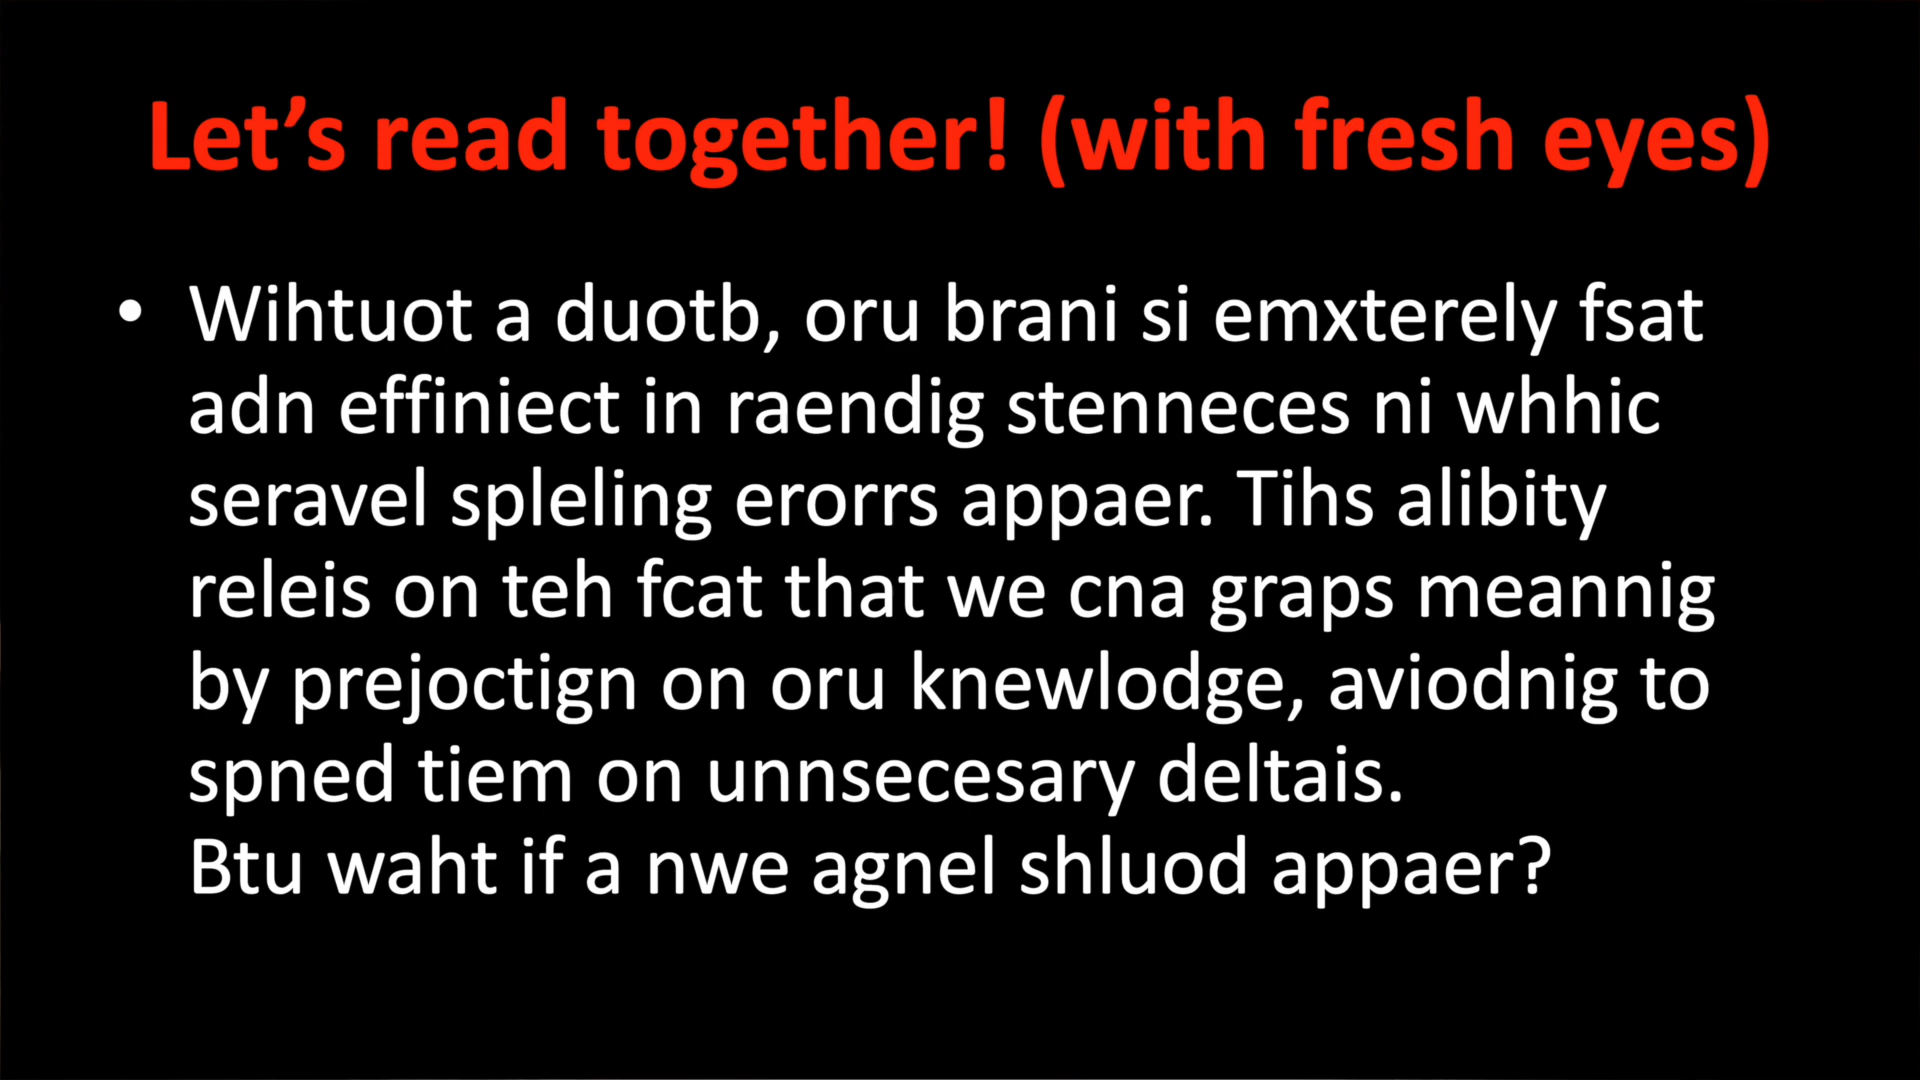 Let’s read together! (with fresh eyes)
• Wihtuot a duotb, oru brani si emxterely fsat
adn effiniect in raendig stenneces ni whhic
seravel spleling erorrs appaer. Tihs alibity
releis on teh fcat that we cna graps meannig
by prejoctign on oru knewlodge, aviodnig to
spned tiem on unnsecesary deltais.
Btu waht if a nwe agnel shluod appaer?